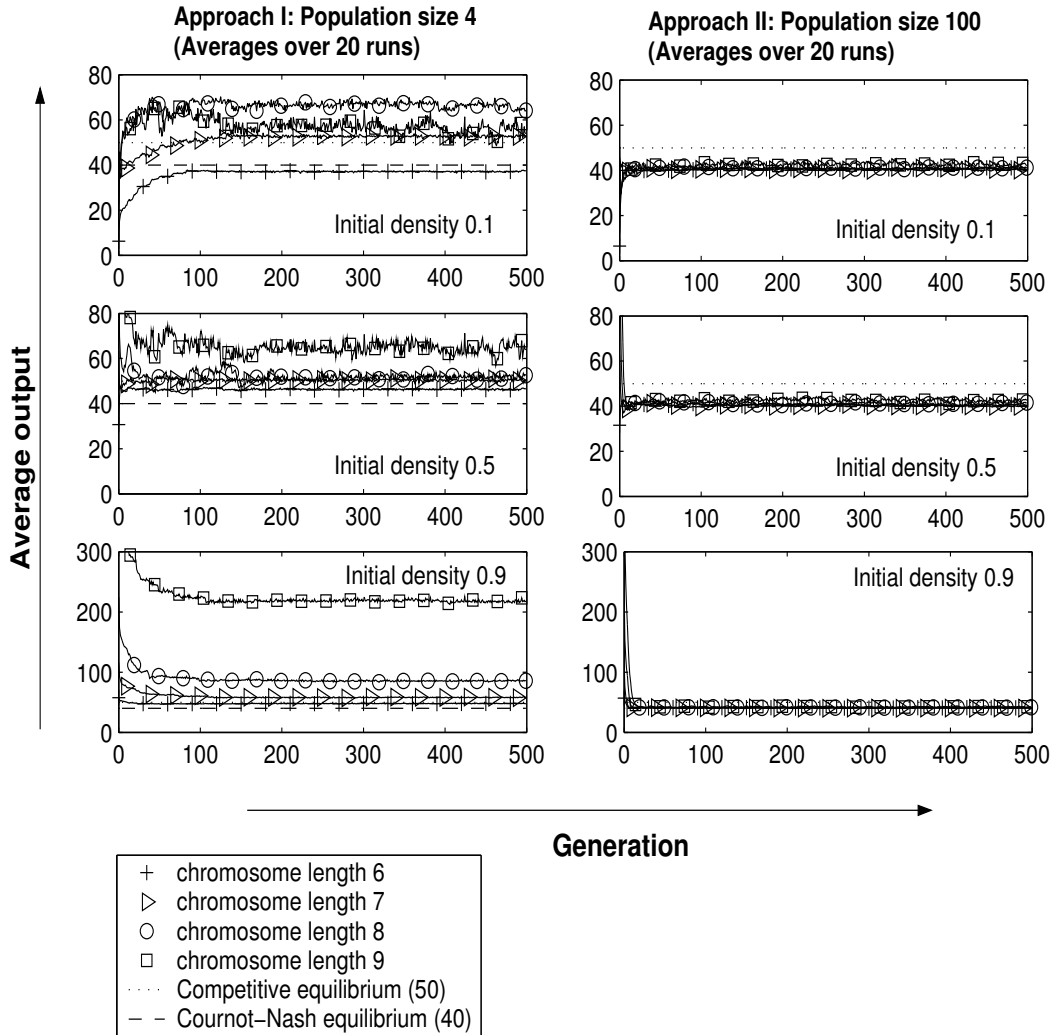 Approach I: Population size 4
(Averages over 20 runs)
Approach II: Population size 100
(Averages over 20 runs)
Average output
80
60
40
20
0
Initial density 0.1
0 100 200 300 400 500
80
60
40
20
0
Initial density 0.1
0 100 200 300 400 500
80
60
40
20
0
Initial density 0.5
0 100 200 300 400 500
80
60
40
20
0
Initial density 0.5
0 100 200 300 400 500
300
200
100
0
Initial density 0.9
0 100 200 300 400 500
300
200
100
0
Initial density 0.9
0 100 200 300 400 500
Generation
chromosome length 6
chromosome length 7
chromosome length 8
chromosome length 9
Competitive equilibrium (50)
Cournot−Nash equilibrium (40)